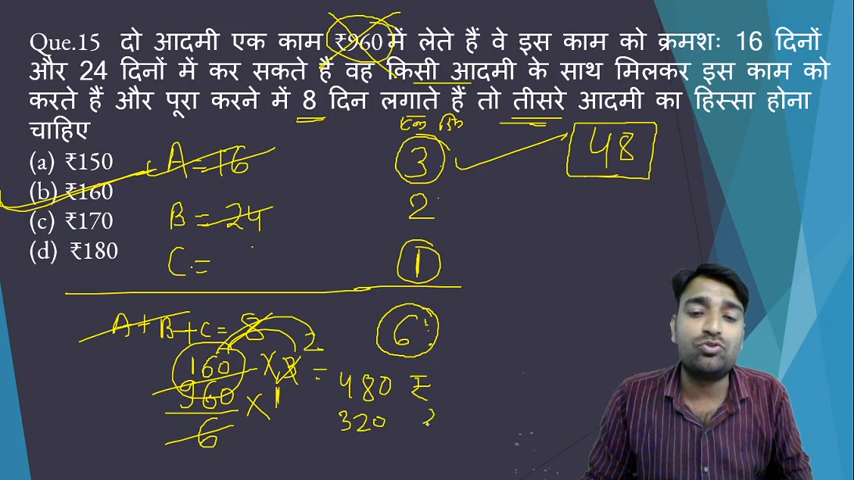 Que.15 दो आदमी एक काम ₹960 में लेते हैं वे इस काम को क्रमशः 16 दिनों
और 24 दिनों में कर सकते हैं वह किसी आदमी के साथ मिलकर इस काम को
करते हैं और पूरा करने में 8 दिन लगाते हैं तो तीसरे आदमी का हिस्सा होना
चाहिए
(a) ₹150
(b) ₹160
(c) ₹170
(d) ₹180
A = 16 3 48
B = 24 2
C = 1
A+B+C = 8 6
160 × 3 = 480 ₹
960 × 1 320
6
2